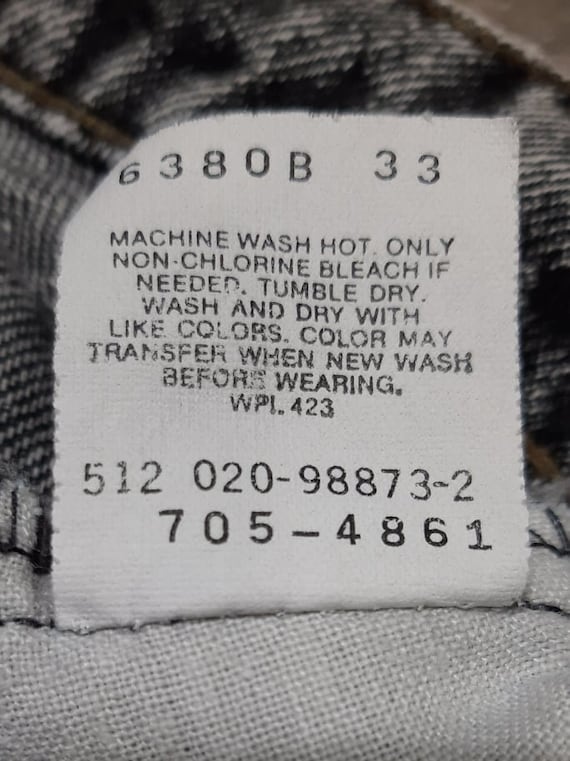 6380B 33
MACHINE WASH HOT. ONLY
NON-CHLORINE BLEACH IF
NEEDED. TUMBLE DRY.
WASH AND DRY WITH
LIKE COLORS. COLOR MAY
TRANSFER WHEN NEW WASH
BEFORE WEARING.
WPL 423
512 020-98873-2
705-4861